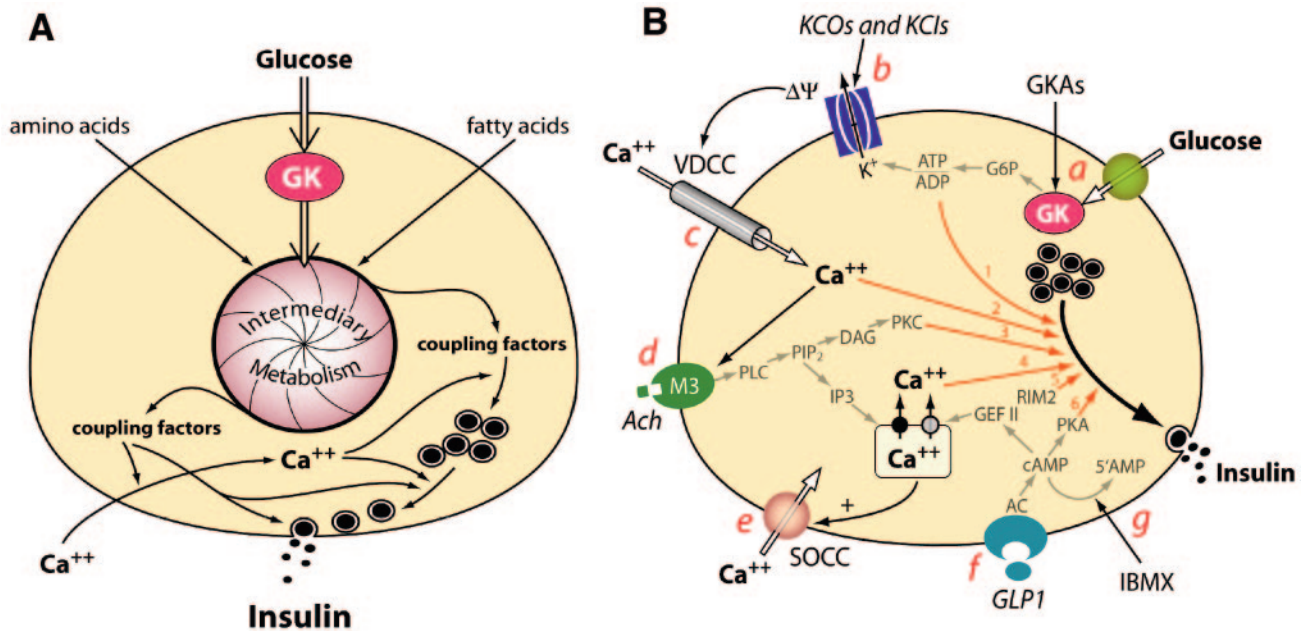 A
Glucose
amino acids
fatty acids
GK
Intermediary
Metabolism
coupling factors
coupling factors
Ca++
Ca++
Insulin
B
KCOs and KCIs
b
ΔΨ
GKAs
Ca++
VDCC
Glucose
K+
ATP
ADP
G6P
a
GK
c
Ca++
1
2
3
PKC
DAG
d
PLC
PIP2
M3
4
Ca++
5
RIM2
Ach
IP3
GEF II
6
PKA
Ca++
cAMP
5'AMP
Insulin
AC
e
+
g
SOCC
f
Ca++
IBMX
GLP1